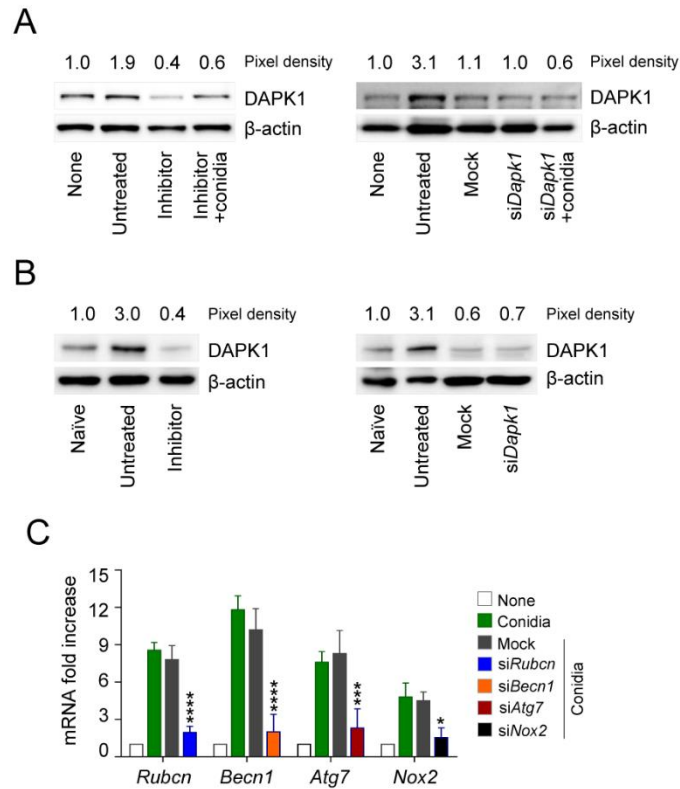 A
1.0 1.9 0.4 0.6 Pixel density
DAPK1
β-actin
None
Untreated
Inhibitor
Inhibitor
+conidia
1.0 3.1 1.1 1.0 0.6 Pixel density
DAPK1
β-actin
None
Untreated
Mock
siDapk1
siDapk1
+conidia
B
1.0 3.0 0.4 Pixel density
DAPK1
β-actin
Naïve
Untreated
Inhibitor
1.0 3.1 0.6 0.7 Pixel density
DAPK1
β-actin
Naïve
Untreated
Mock
siDapk1
C
mRNA fold increase
15
12
9
6
3
0
****
****
***
*
Rubcn Becn1 Atg7 Nox2
None
Conidia
Mock
siRubcn
siBecn1
siAtg7
siNox2
Conidia